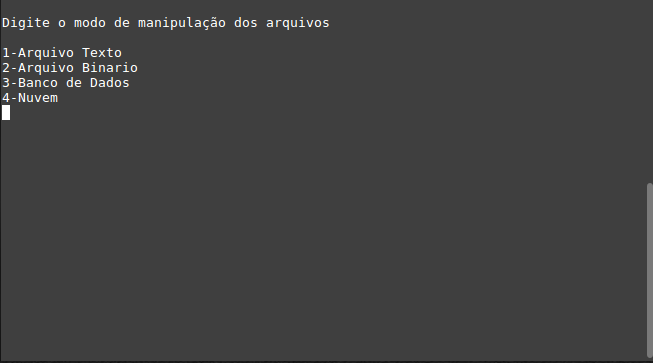 Digite o modo de manipulação dos arquivos
1-Arquivo Texto
2-Arquivo Binario
3-Banco de Dados
4-Nuvem